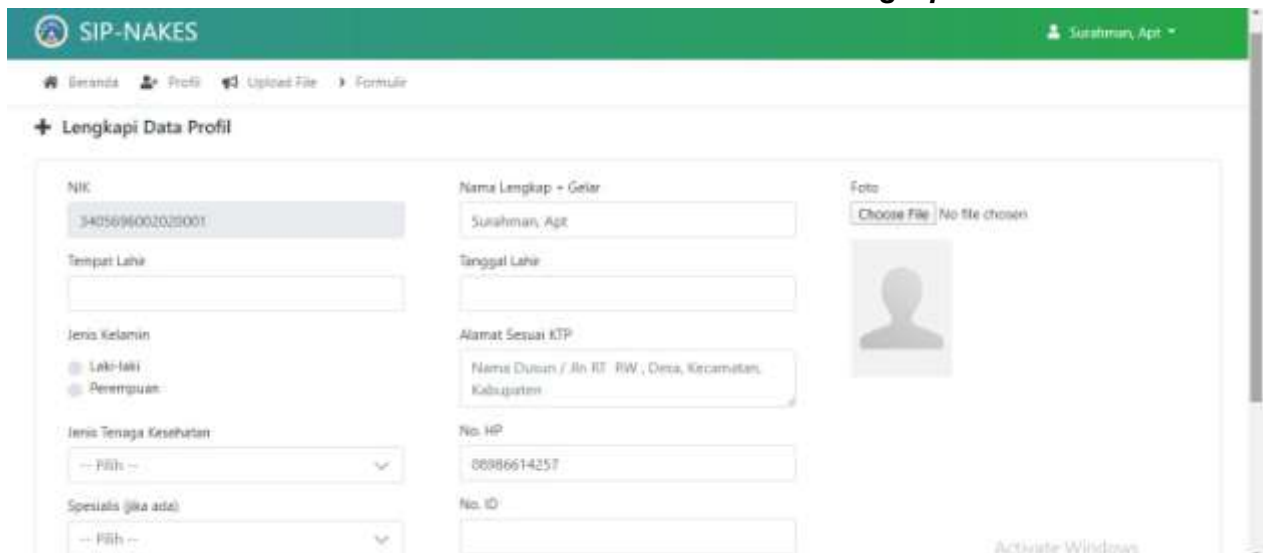 SIP-NAKES
Surahman, Apt
Beranda Profil Upload File Formulir
Lengkapi Data Profil
NIK
3405696002020001
Nama Lengkap + Gelar
Surahman, Apt
Foto
Choose File No file chosen
Tempat Lahir
Tanggal Lahir
Jenis Kelamin
Laki-laki
Perempuan
Alamat Sesuai KTP
Nama Dusun / Jln RT RW , Desa, Kecamatan,
Kabupaten
Jenis Tenaga Kesehatan
-- Pilih --
No. HP
08986614257
Spesialis (jika ada)
-- Pilih --
No. ID
Activate Windows